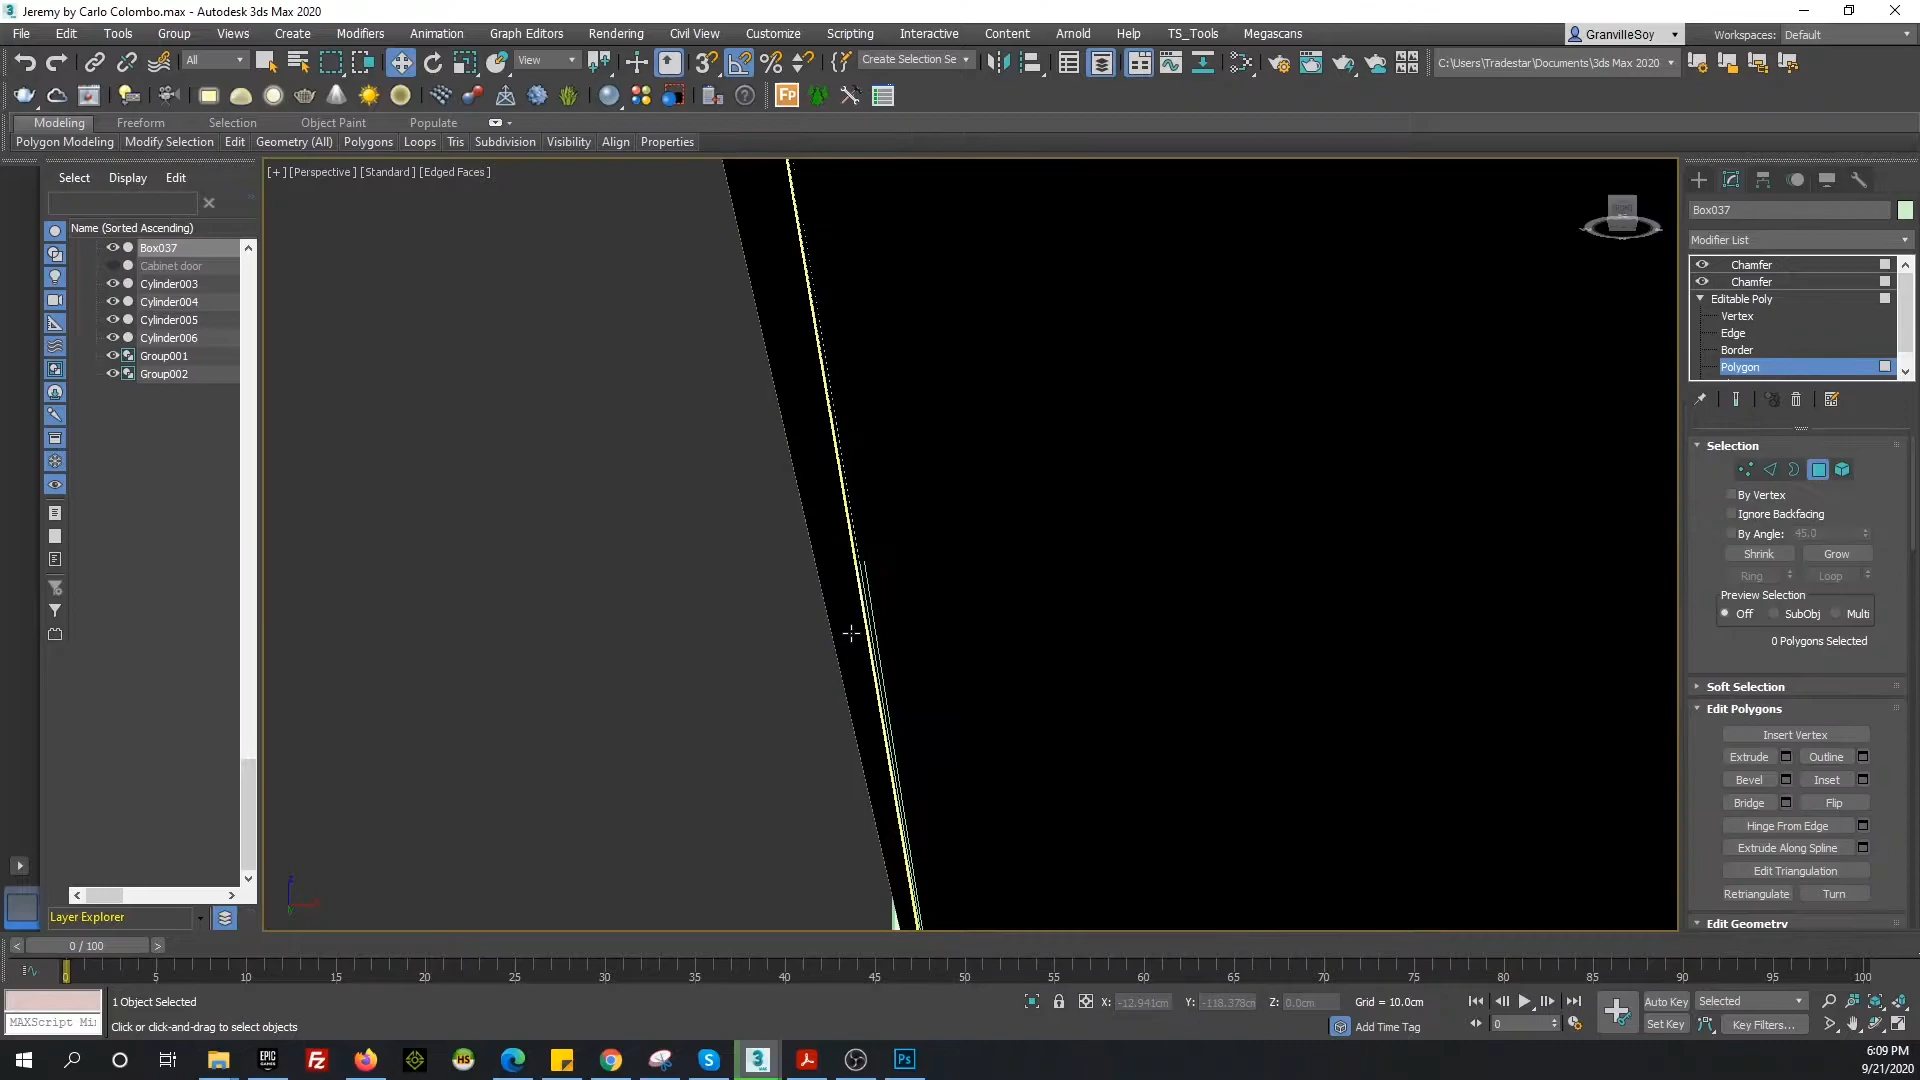 Jeremy by Carlo Colombo.max - Autodesk 3ds Max 2020
File Edit Tools Group Views Create Modifiers Animation Graph Editors Rendering Civil View Customize Scripting Interactive Content Arnold Help TS_Tools Megascans GranvilleSoy Workspaces: Default
All View Create Selection Se C:\Users\Tradestar\Documents\3ds Max 2020
Modeling Freeform Selection Object Paint Populate
Polygon Modeling Modify Selection Edit Geometry (All) Polygons Loops Tris Subdivision Visibility Align Properties
Select Display Edit
[+] [Perspective ] [Standard ] [Edged Faces ]
Name (Sorted Ascending)
Box037
Cabinet door
Cylinder003
Cylinder004
Cylinder005
Cylinder006
Group001
Group002
Layer Explorer
Box037
Modifier List
Chamfer
Chamfer
Editable Poly
Vertex
Edge
Border
Polygon
Selection
By Vertex
Ignore Backfacing
By Angle: 45.0
Shrink Grow
Ring Loop
Preview Selection
Off SubObj Multi
0 Polygons Selected
Soft Selection
Edit Polygons
Insert Vertex
Extrude Outline
Bevel Inset
Bridge Flip
Hinge From Edge
Extrude Along Spline
Edit Triangulation
Retriangulate Turn
Edit Geometry
< 0 / 100 >
0 5 10 15 20 25 30 35 40 45 50 55 60 65 70 75 80 85 90 95 100
1 Object Selected
X: -12.941cm Y: -118.378cm Z: 0.0cm Grid = 10.0cm
Auto Key Selected
MAXScript Mi
Click or click-and-drag to select objects
Add Time Tag
0
Set Key Key Filters...
6:09 PM
9/21/2020